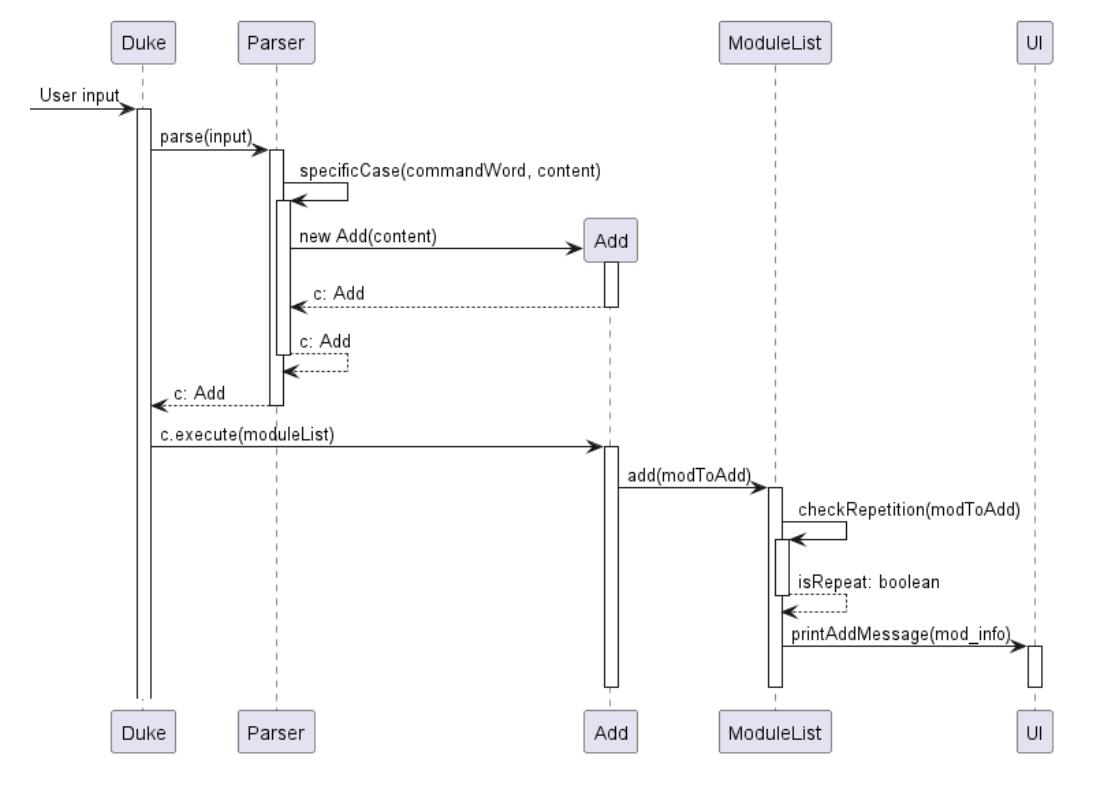 Duke
Parser
ModuleList
UI
User input
parse(input)
specificCase(commandWord, content)
new Add(content)
Add
c: Add
c: Add
c: Add
c.execute(moduleList)
add(modToAdd)
checkRepetition(modToAdd)
isRepeat: boolean
printAddMessage(mod_info)
Duke
Parser
Add
ModuleList
UI